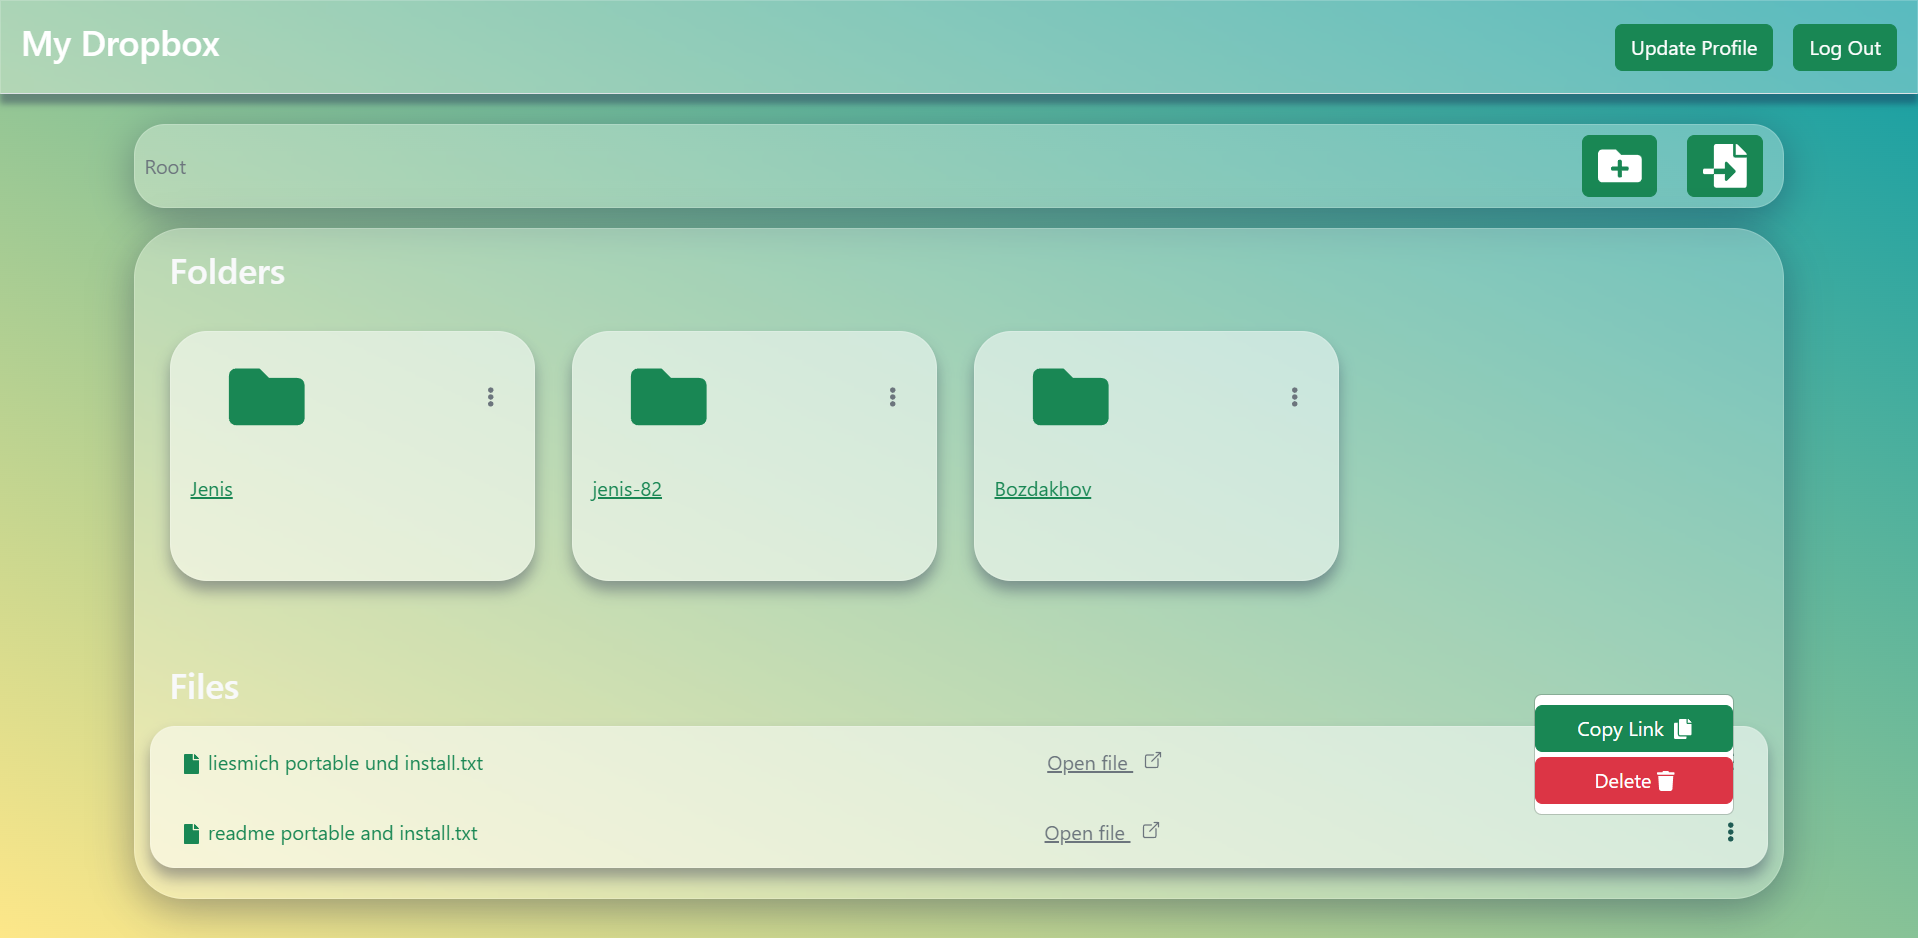 My Dropbox
Update Profile
Log Out
Root
Folders
Jenis
jenis-82
Bozdakhov
Files
Copy Link
liesmich portable und install.txt
Open file
Delete
readme portable and install.txt
Open file